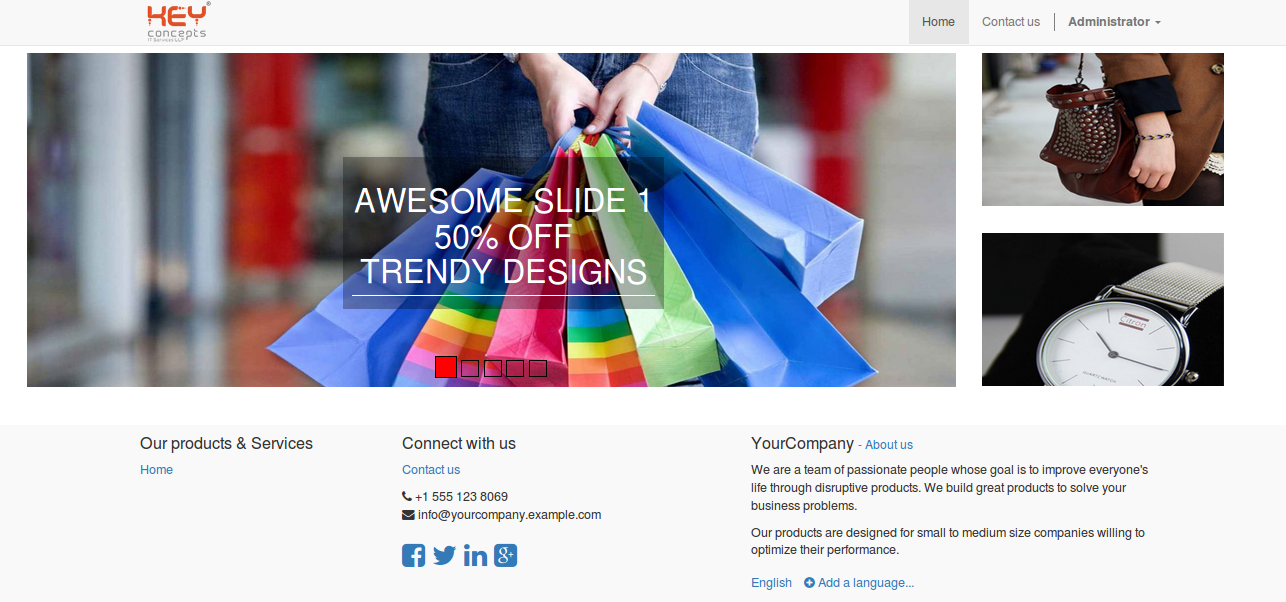 KEY
concepts
IT Services LLP
Home
Contact us
Administrator
AWESOME SLIDE 1
50% OFF
TRENDY DESIGNS
Citron
QUARTZ WATCH
Our products & Services
Home
Connect with us
Contact us
+1 555 123 8069
info@yourcompany.example.com
YourCompany - About us
We are a team of passionate people whose goal is to improve everyone's
life through disruptive products. We build great products to solve your
business problems.
Our products are designed for small to medium size companies willing to
optimize their performance.
English Add a language...